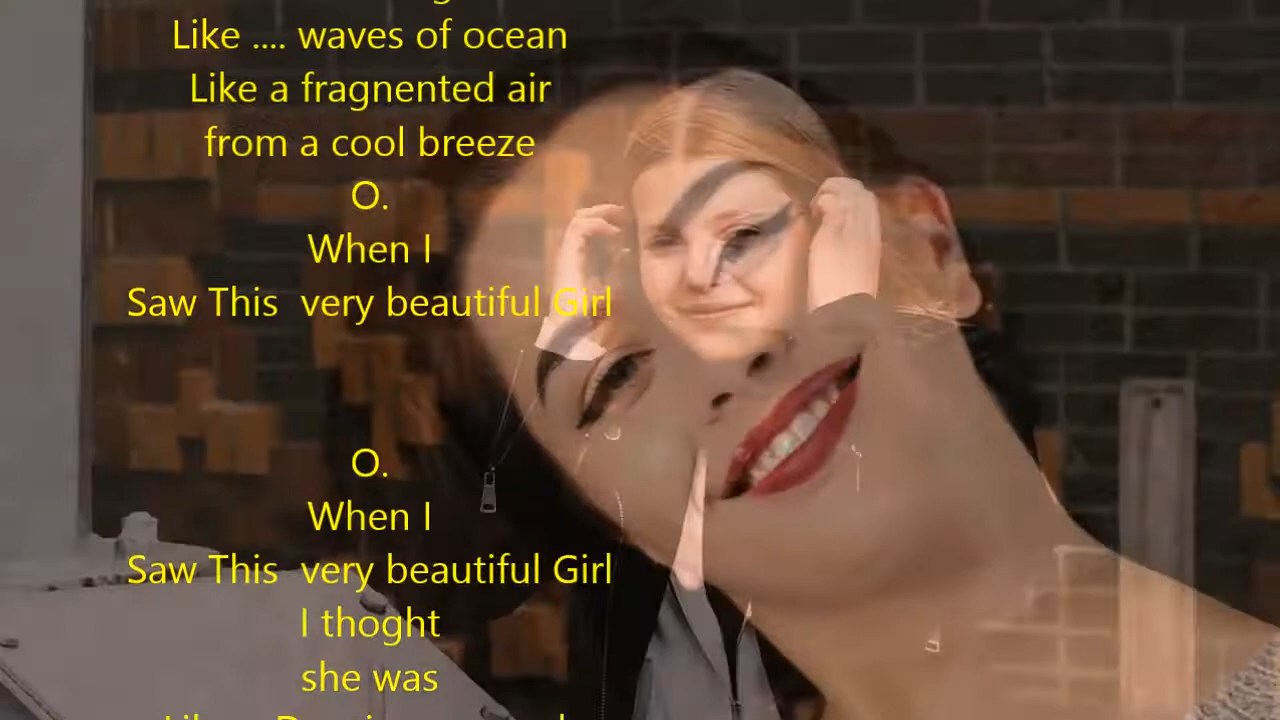 Like .... waves of ocean
Like a fragnented air
from a cool breeze
O.
When I
Saw This  very beautiful Girl
O.
When I
Saw This  very beautiful Girl
I thoght
she was